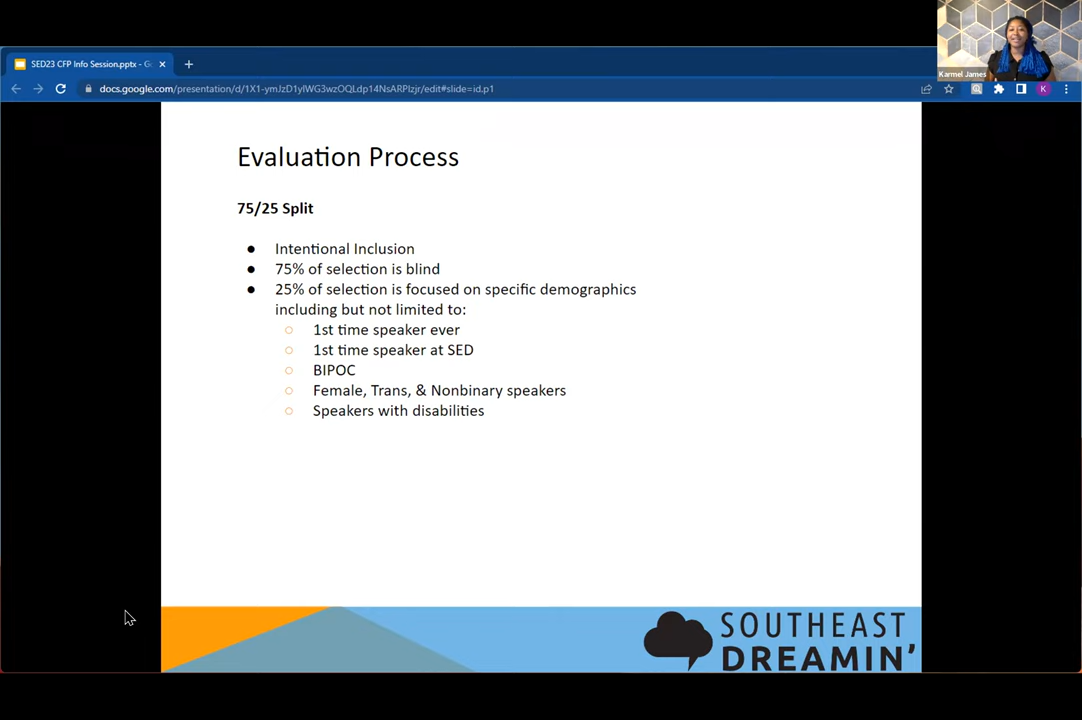 Karmel James
SED23 CFP Info Session.pptx - Go
docs.google.com/presentation/d/1X1-ymJzD1ylWG3wzOQLdp14NsARPlzjr/edit#slide=id.p1
K
Evaluation Process
75/25 Split
● Intentional Inclusion
● 75% of selection is blind
● 25% of selection is focused on specific demographics
including but not limited to:
○ 1st time speaker ever
○ 1st time speaker at SED
○ BIPOC
○ Female, Trans, & Nonbinary speakers
○ Speakers with disabilities
SOUTHEAST
DREAMIN'